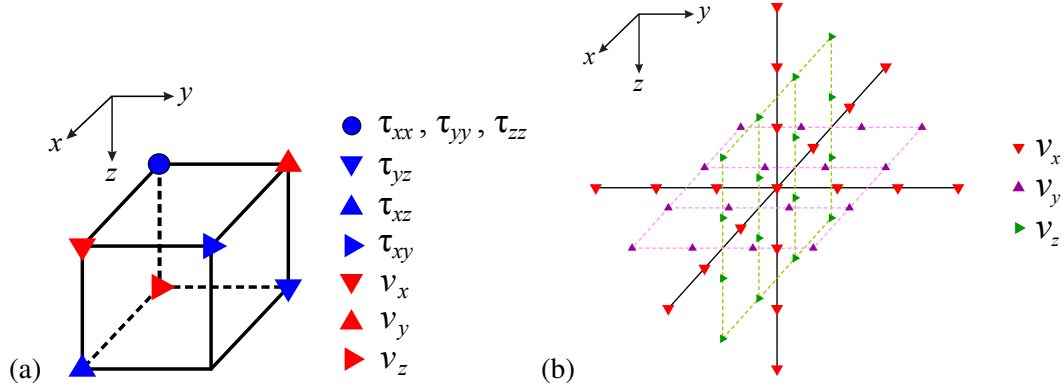 y
x
z
τxx , τyy , τzz
τyz
τxz
τxy
vx
vy
vz
(a)
y
x
z
vx
vy
vz
(b)